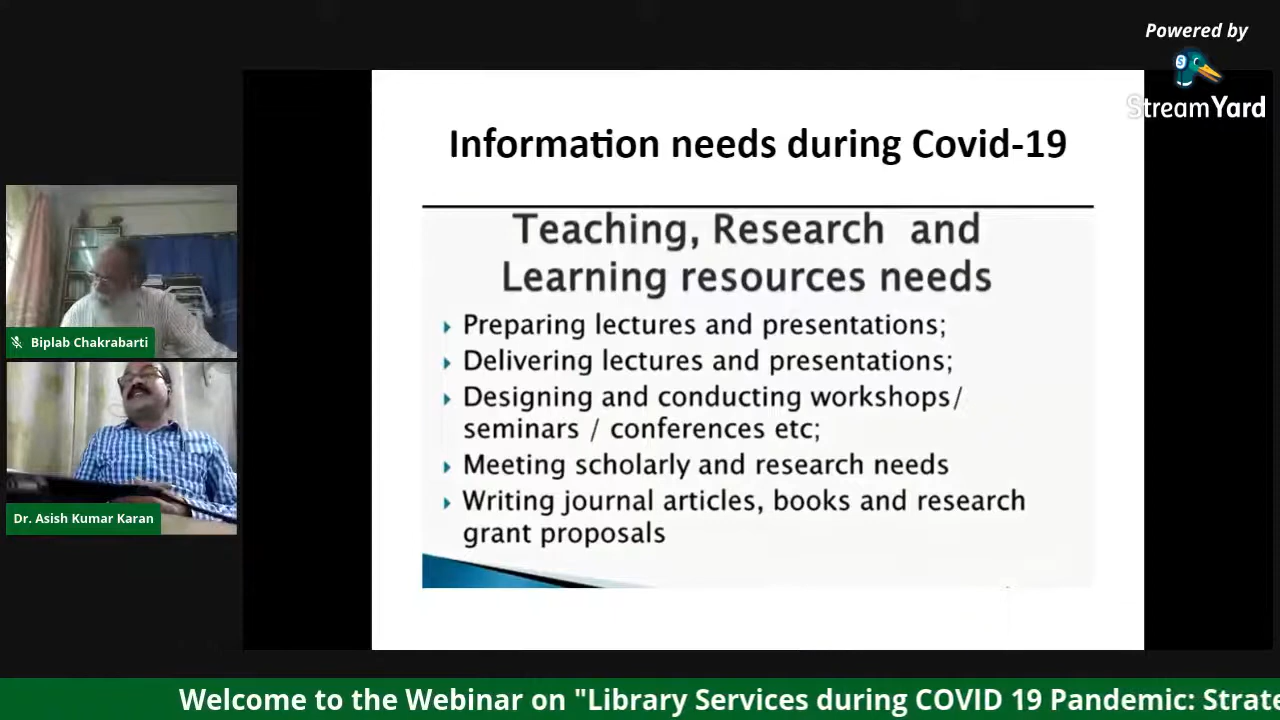 Powered by
StreamYard
Information needs during Covid-19
Teaching, Research and
Learning resources needs
Preparing lectures and presentations;
Delivering lectures and presentations;
Designing and conducting workshops/
seminars / conferences etc;
Meeting scholarly and research needs
Writing journal articles, books and research
grant proposals
Biplab Chakrabarti
Dr. Asish Kumar Karan
Welcome to the Webinar on "Library Services during COVID 19 Pandemic: Strate